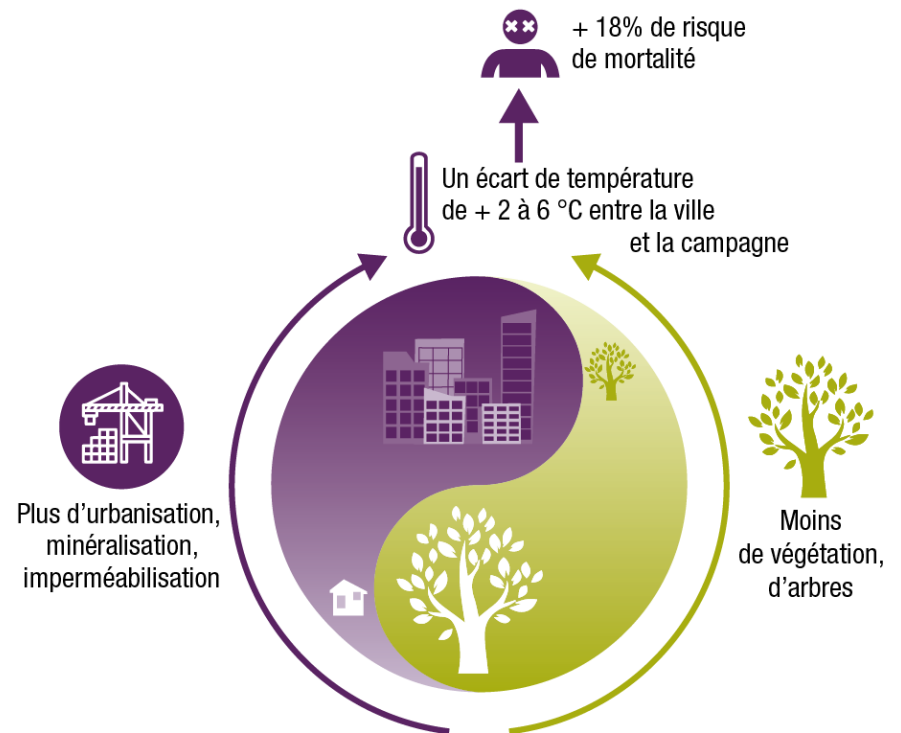 + 18% de risque
de mortalité
Un écart de température
de + 2 à 6 °C entre la ville
et la campagne
Plus d’urbanisation,
minéralisation,
imperméabilisation
Moins
de végétation,
d’arbres